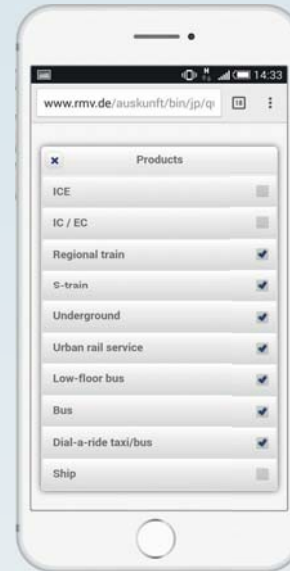 14:33
www.rmv.de/auskunft/bin/jp/q
18
Products
ICE
IC / EC
Regional train
S-train
Underground
Urban rail service
Low-floor bus
Bus
Dial-a-ride taxi/bus
Ship